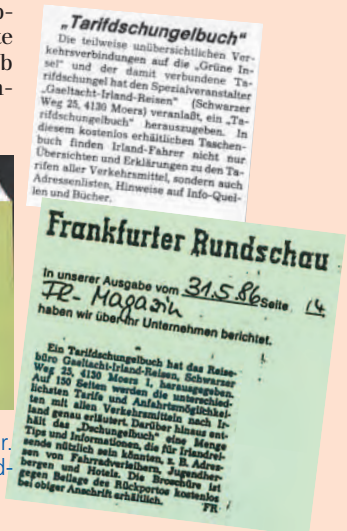 „Tarifdschungelbuch“
Die teilweise unübersichtlichen Ver-
kehrsverbindungen auf die „Grüne In-
sel“ und der damit verbundene Ta-
rifdschungel hat den Spezialveranstalter
„Gaeltacht-Irland-Reisen“ (Schwarzer
Weg 25, 4130 Moers) veranlaßt, ein „Ta-
rifdschungelbuch“ herauszugeben. In
diesem kostenlos erhältlichen Taschen-
buch finden Irland-Fahrer nicht nur
Übersichten und Erklärungen zu den Ta-
rifen aller Verkehrsmittel, sondern auch
Adressenlisten, Hinweise auf Info-Quel-
len und Bücher.
Frankfurter Rundschau
In unserer Ausgabe vom 31.5.86 Seite 14
FR-Magazin
haben wir über Ihr Unternehmen berichtet.
Ein Tarifdschungelbuch hat das Reise-
büro Gaeltacht-Irland-Reisen, Schwarzer
Weg 25, 4130 Moers 1, herausgegeben.
Auf 150 Seiten werden die unterschied-
lichsten Tarife und Anfahrtsmöglichkei-
ten mit allen Verkehrsmitteln nach Ir-
land genau erläutert. Darüber hinaus ent-
hält das „Dschungelbuch“ eine Menge
Tips und Informationen, die für Irlandrei-
sende nützlich sein könnten, z. B. Adres-
sen von Fahrradverleihern, Jugendher-
bergen und Hotels. Die Broschüre ist
gegen Beilage des Rückportos kostenlos
bei obiger Anschrift erhältlich. FR